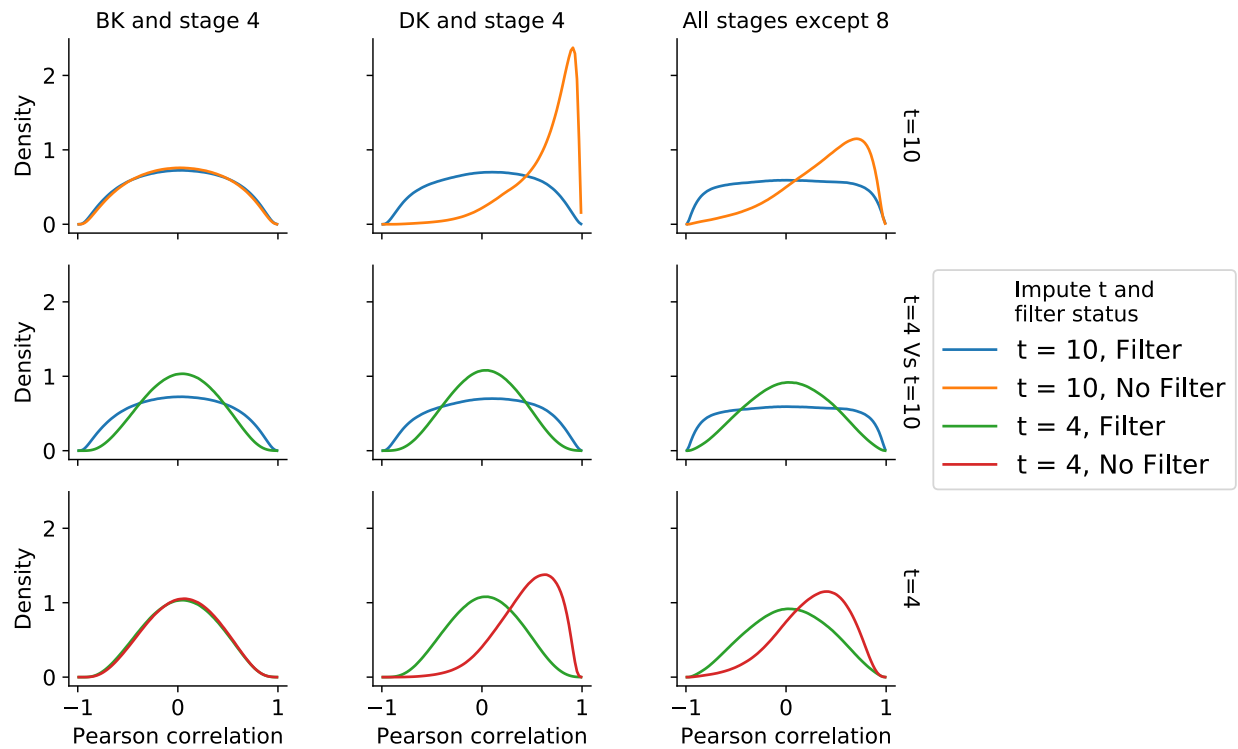 BK and stage 4
DK and stage 4
All stages except 8
Density
2
1
0
−1
0
1
−1
0
1
−1
0
1
t=10
Density
2
1
0
t=4 Vs t=10
Impute t and
filter status
t = 10, Filter
t = 10, No Filter
t = 4, Filter
t = 4, No Filter
Density
2
1
0
t=4
Pearson correlation
Pearson correlation
Pearson correlation